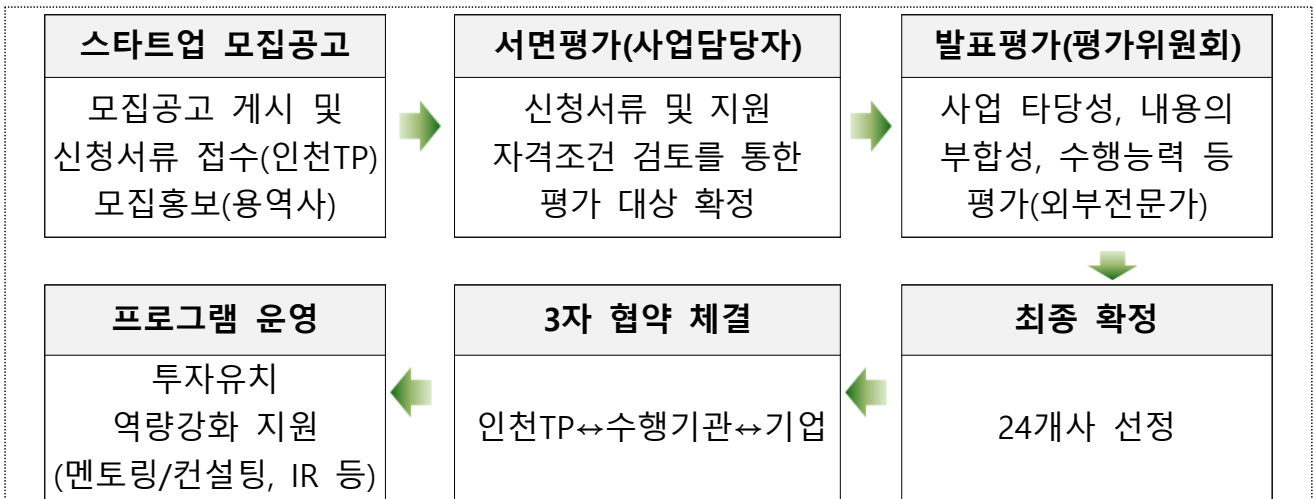 스타트업 모집공고
모집공고 게시 및
신청서류 접수(인천TP)
모집홍보(용역사)
서면평가(사업담당자)
신청서류 및 지원
자격조건 검토를 통한
평가 대상 확정
발표평가(평가위원회)
사업 타당성, 내용의
부합성, 수행능력 등
평가(외부전문가)
최종 확정
24개사 선정
3자 협약 체결
인천TP↔수행기관↔기업
프로그램 운영
투자유치
역량강화 지원
(멘토링/컨설팅, IR 등)